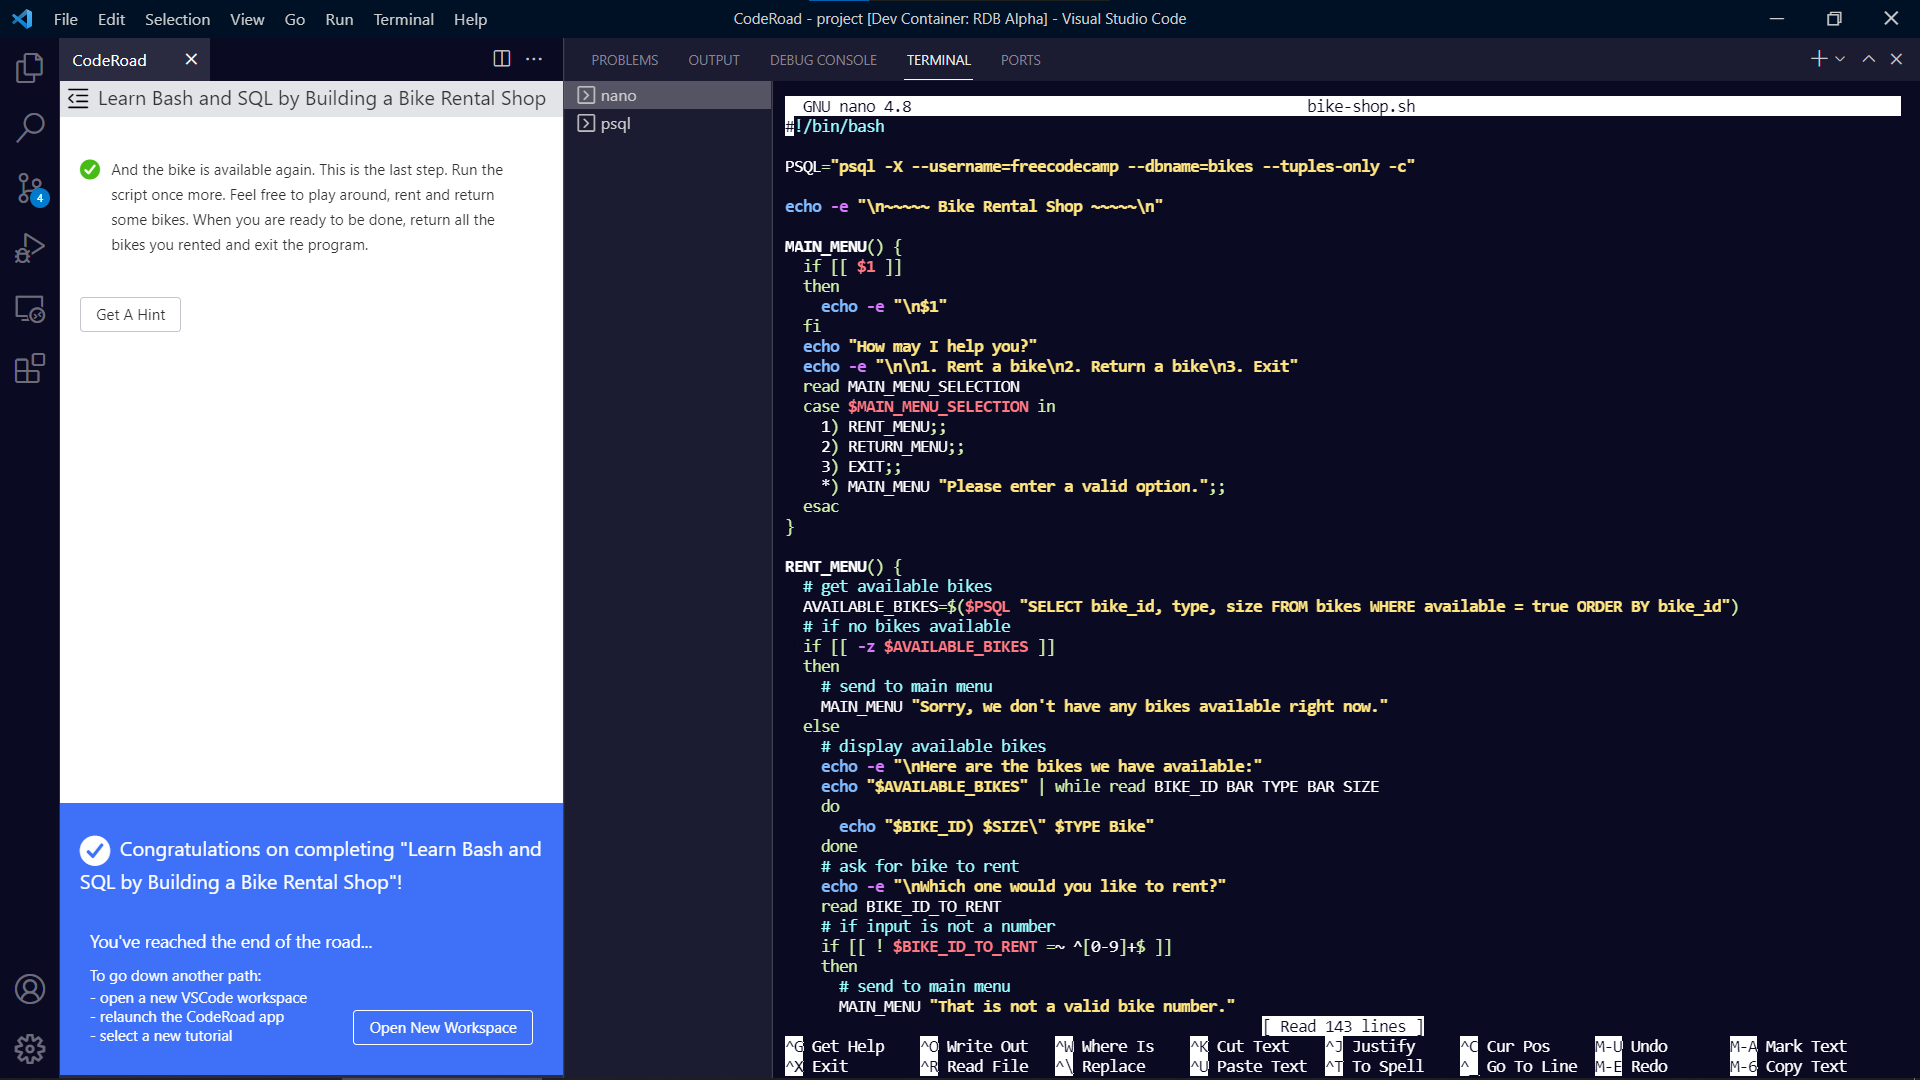 File Edit Selection View Go Run Terminal Help
CodeRoad - project [Dev Container: RDB Alpha] - Visual Studio Code
CodeRoad
PROBLEMS OUTPUT DEBUG CONSOLE TERMINAL PORTS
Learn Bash and SQL by Building a Bike Rental Shop
4
And the bike is available again. This is the last step. Run the
script once more. Feel free to play around, rent and return
some bikes. When you are ready to be done, return all the
bikes you rented and exit the program.
Get A Hint
Congratulations on completing "Learn Bash and
SQL by Building a Bike Rental Shop"!
You've reached the end of the road...
To go down another path:
- open a new VSCode workspace
- relaunch the CodeRoad app
- select a new tutorial
Open New Workspace
nano
psql
GNU nano 4.8 bike-shop.sh
#!/bin/bash
PSQL="psql -X --username=freecodecamp --dbname=bikes --tuples-only -c"
echo -e "\n~~~~~ Bike Rental Shop ~~~~~\n"
MAIN_MENU() {
if [[ $1 ]]
then
echo -e "\n$1"
fi
echo "How may I help you?"
echo -e "\n\n1. Rent a bike\n2. Return a bike\n3. Exit"
read MAIN_MENU_SELECTION
case $MAIN_MENU_SELECTION in
1) RENT_MENU;;
2) RETURN_MENU;;
3) EXIT;;
*) MAIN_MENU "Please enter a valid option.";;
esac
}
RENT_MENU() {
# get available bikes
AVAILABLE_BIKES=$($PSQL "SELECT bike_id, type, size FROM bikes WHERE available = true ORDER BY bike_id")
# if no bikes available
if [[ -z $AVAILABLE_BIKES ]]
then
# send to main menu
MAIN_MENU "Sorry, we don't have any bikes available right now."
else
# display available bikes
echo -e "\nHere are the bikes we have available:"
echo "$AVAILABLE_BIKES" | while read BIKE_ID BAR TYPE BAR SIZE
do
echo "$BIKE_ID) $SIZE\" $TYPE Bike"
done
# ask for bike to rent
echo -e "\nWhich one would you like to rent?"
read BIKE_ID_TO_RENT
# if input is not a number
if [[ ! $BIKE_ID_TO_RENT =~ ^[0-9]+$ ]]
then
# send to main menu
MAIN_MENU "That is not a valid bike number."
[ Read 143 lines ]
^G Get Help ^O Write Out ^W Where Is ^K Cut Text ^J Justify ^C Cur Pos M-U Undo M-A Mark Text
^X Exit ^R Read File ^\ Replace ^U Paste Text ^T To Spell ^_ Go To Line M-E Redo M-6 Copy Text